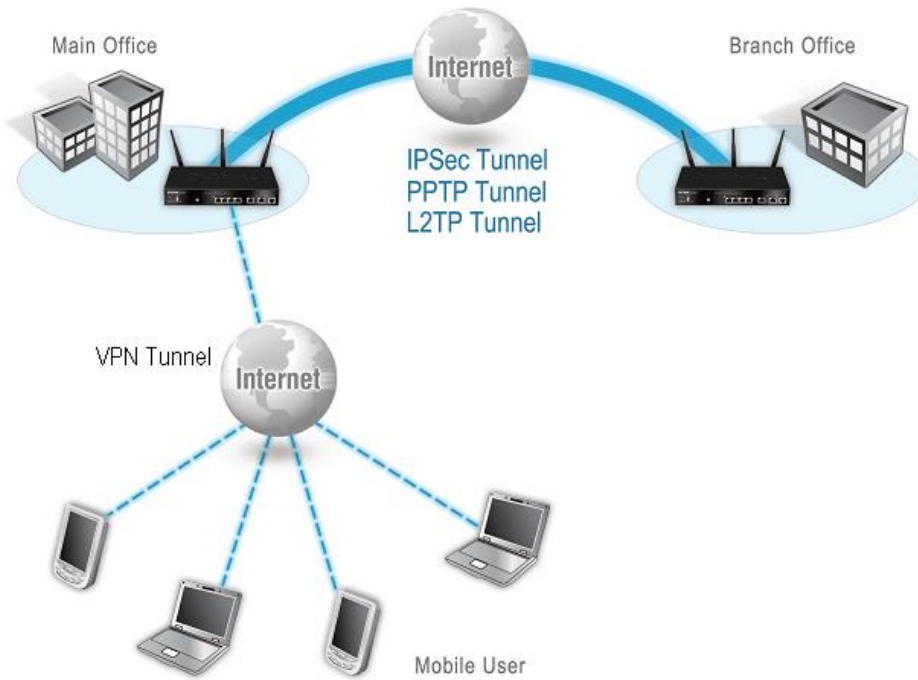 Main Office
Internet
Branch Office
IPSec Tunnel
PPTP Tunnel
L2TP Tunnel
VPN Tunnel
Internet
Mobile User